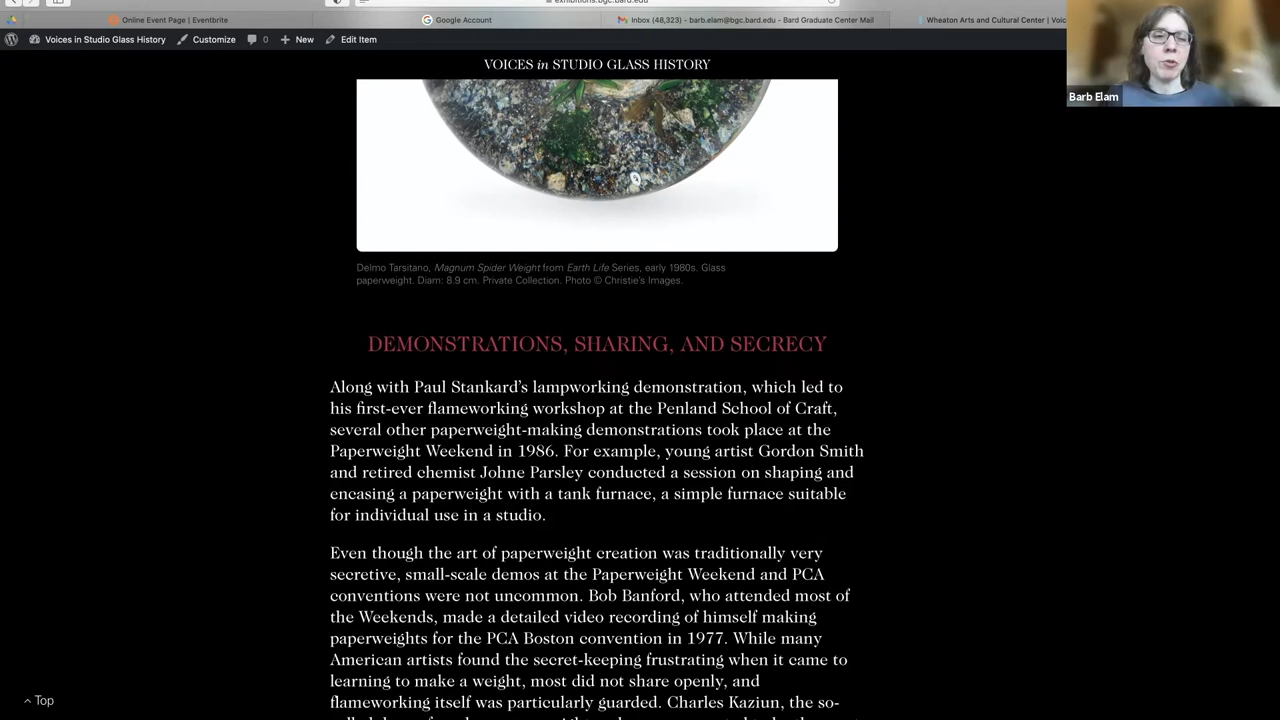 exhibitions.bgc.bard.edu
Online Event Page | Eventbrite
Google Account
Inbox (48,323) - barb.elam@bgc.bard.edu - Bard Graduate Center Mail
Wheaton Arts and Cultural Center | Voic
Voices in Studio Glass History
Customize
0
New
Edit Item
Barb Elam
VOICES in STUDIO GLASS HISTORY
Delmo Tarsitano, Magnum Spider Weight from Earth Life Series, early 1980s. Glass
paperweight. Diam: 8.9 cm. Private Collection. Photo © Christie's Images.
DEMONSTRATIONS, SHARING, AND SECRECY
Along with Paul Stankard's lampworking demonstration, which led to
his first-ever flameworking workshop at the Penland School of Craft,
several other paperweight-making demonstrations took place at the
Paperweight Weekend in 1986. For example, young artist Gordon Smith
and retired chemist Johne Parsley conducted a session on shaping and
encasing a paperweight with a tank furnace, a simple furnace suitable
for individual use in a studio.
Even though the art of paperweight creation was traditionally very
secretive, small-scale demos at the Paperweight Weekend and PCA
conventions were not uncommon. Bob Banford, who attended most of
the Weekends, made a detailed video recording of himself making
paperweights for the PCA Boston convention in 1977. While many
American artists found the secret-keeping frustrating when it came to
learning to make a weight, most did not share openly, and
flameworking itself was particularly guarded. Charles Kaziun, the so-
Top